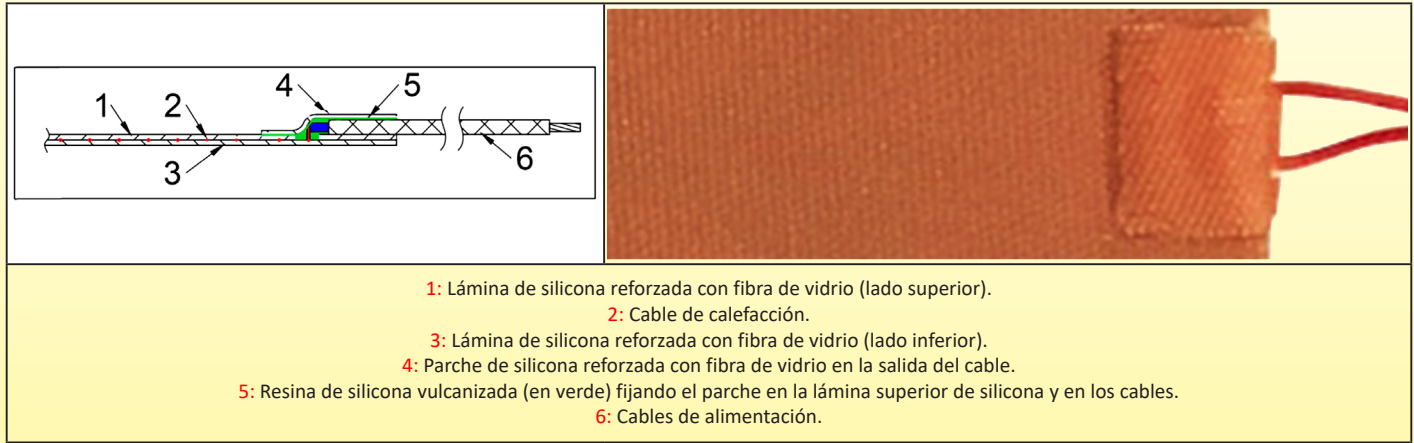 4
5
1
2
3
6
1: Lámina de silicona reforzada con fibra de vidrio (lado superior).
2: Cable de calefacción.
3: Lámina de silicona reforzada con fibra de vidrio (lado inferior).
4: Parche de silicona reforzada con fibra de vidrio en la salida del cable.
5: Resina de silicona vulcanizada (en verde) fijando el parche en la lámina superior de silicona y en los cables.
6: Cables de alimentación.